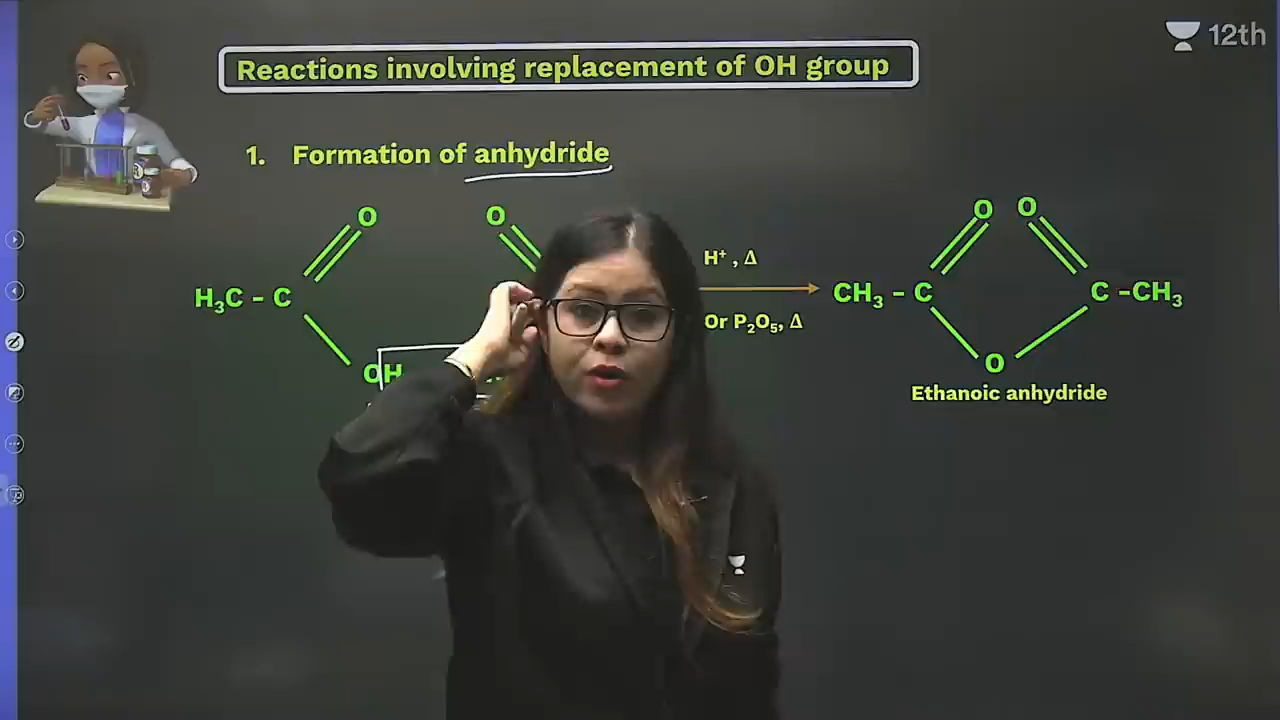 12th
Reactions involving replacement of OH group
1. Formation of anhydride
O O O O
H₃C – C
H⁺ , Δ
CH₃ – C C –CH₃
Or P₂O₅, Δ
OH
O
Ethanoic anhydride